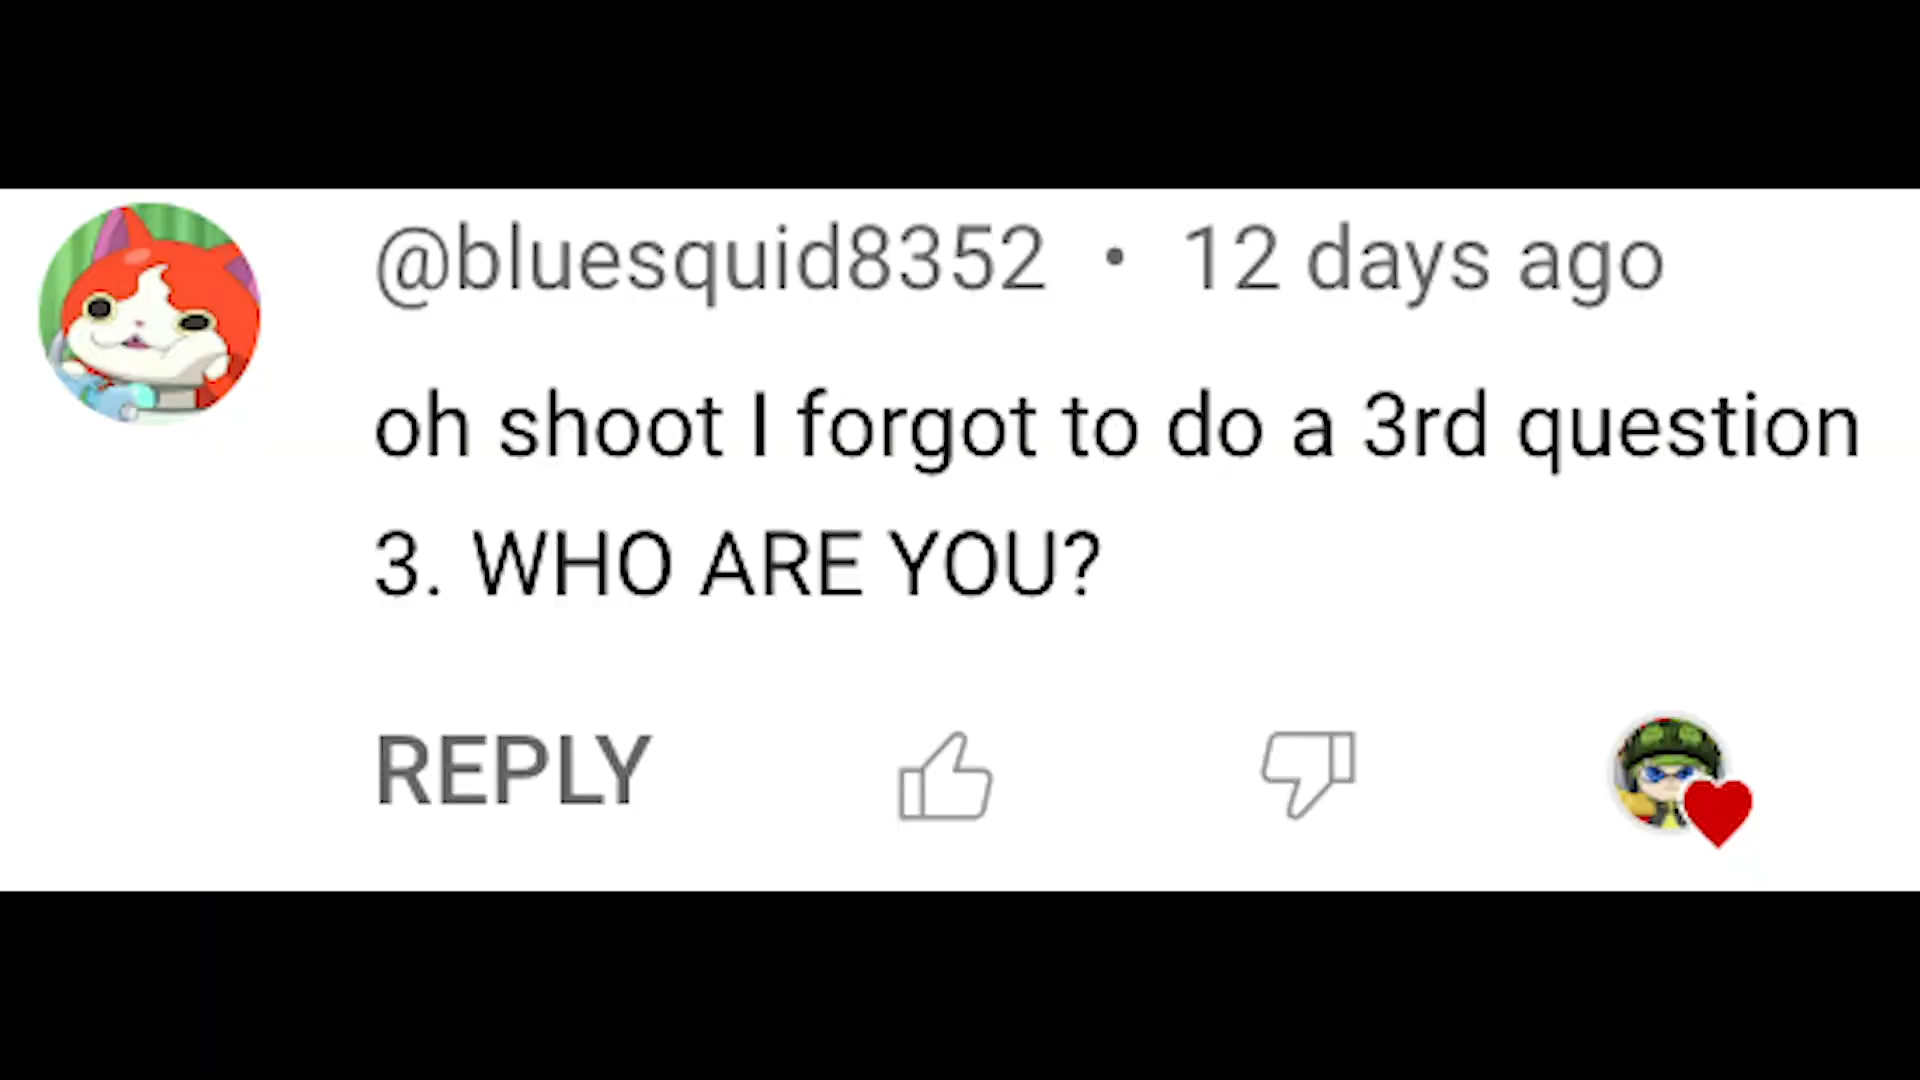 @bluesquid8352 • 12 days ago
oh shoot I forgot to do a 3rd question
3. WHO ARE YOU?
REPLY